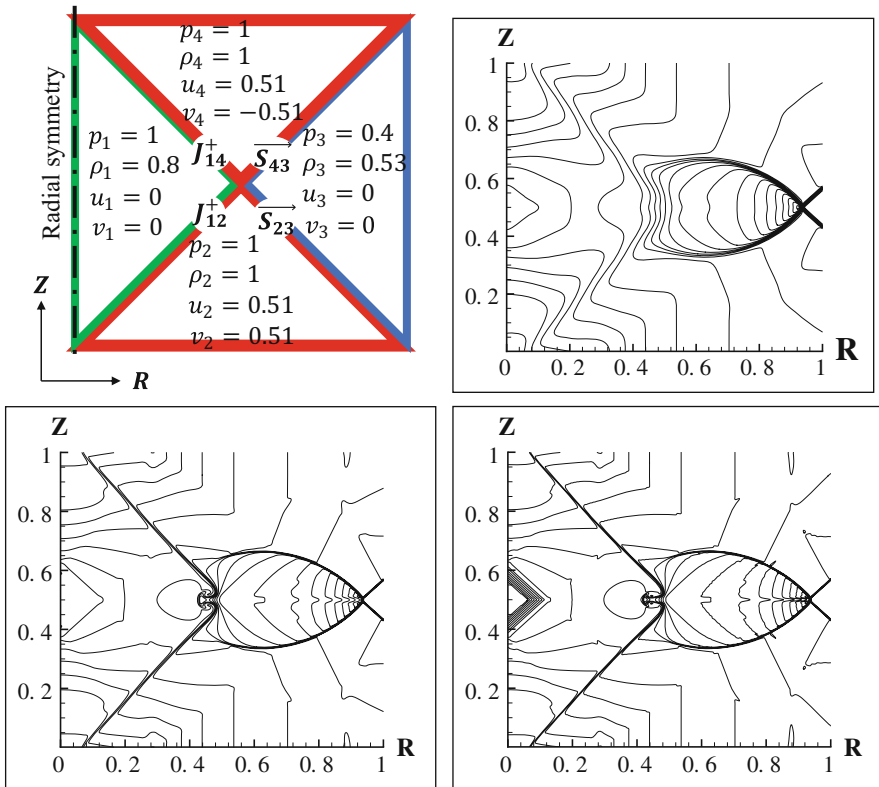 Radial symmetry
p₄ = 1
ρ₄ = 1
u₄ = 0.51
v₄ = −0.51
p₁ = 1
ρ₁ = 0.8
u₁ = 0
v₁ = 0
J₁₄⁺
S₄₃
p₃ = 0.4
ρ₃ = 0.53
u₃ = 0
v₃ = 0
J₁₂⁺
S₂₃
p₂ = 1
ρ₂ = 1
u₂ = 0.51
v₂ = 0.51
Z
R
Z
1
0. 8
0. 6
0. 4
0. 2
0 0. 2 0. 4 0. 6 0. 8 1
R
Z
1
0. 8
0. 6
0. 4
0. 2
0 0. 2 0. 4 0. 6 0. 8 1
R
Z
1
0. 8
0. 6
0. 4
0. 2
0 0. 2 0. 4 0. 6 0. 8 1
R